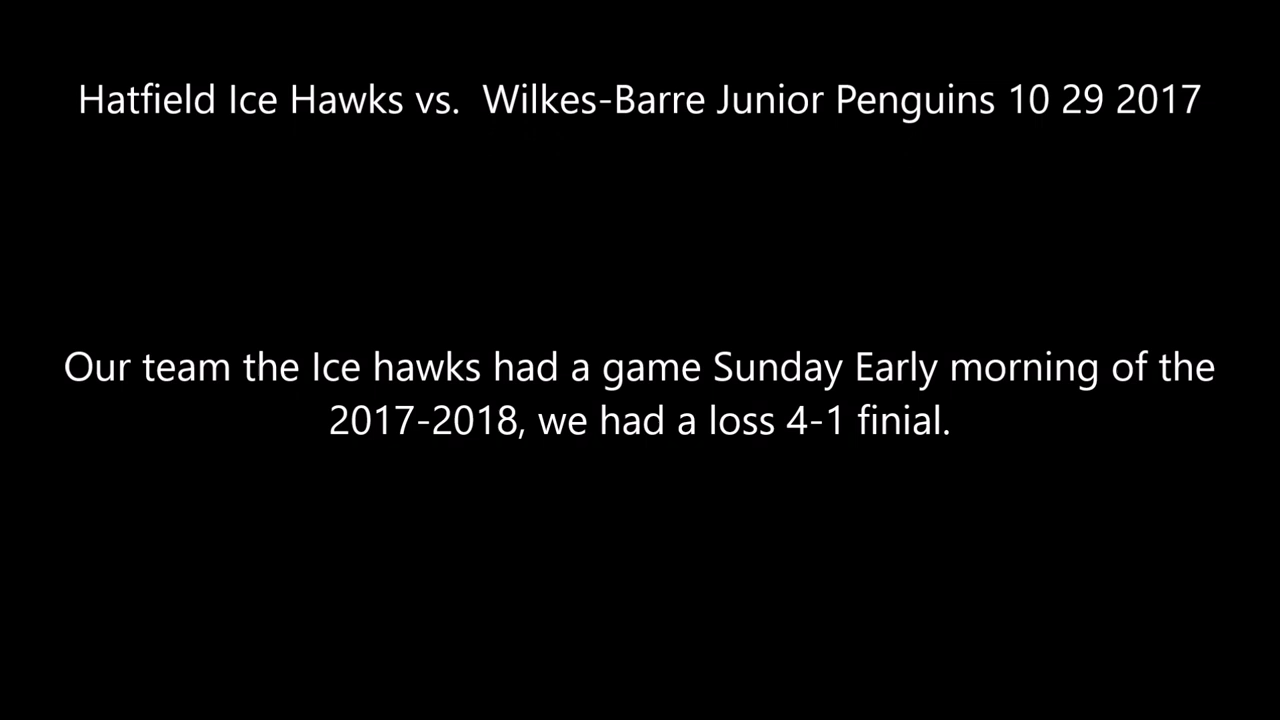 Hatfield Ice Hawks vs.  Wilkes-Barre Junior Penguins 10 29 2017
Our team the Ice hawks had a game Sunday Early morning of the
2017-2018, we had a loss 4-1 finial.